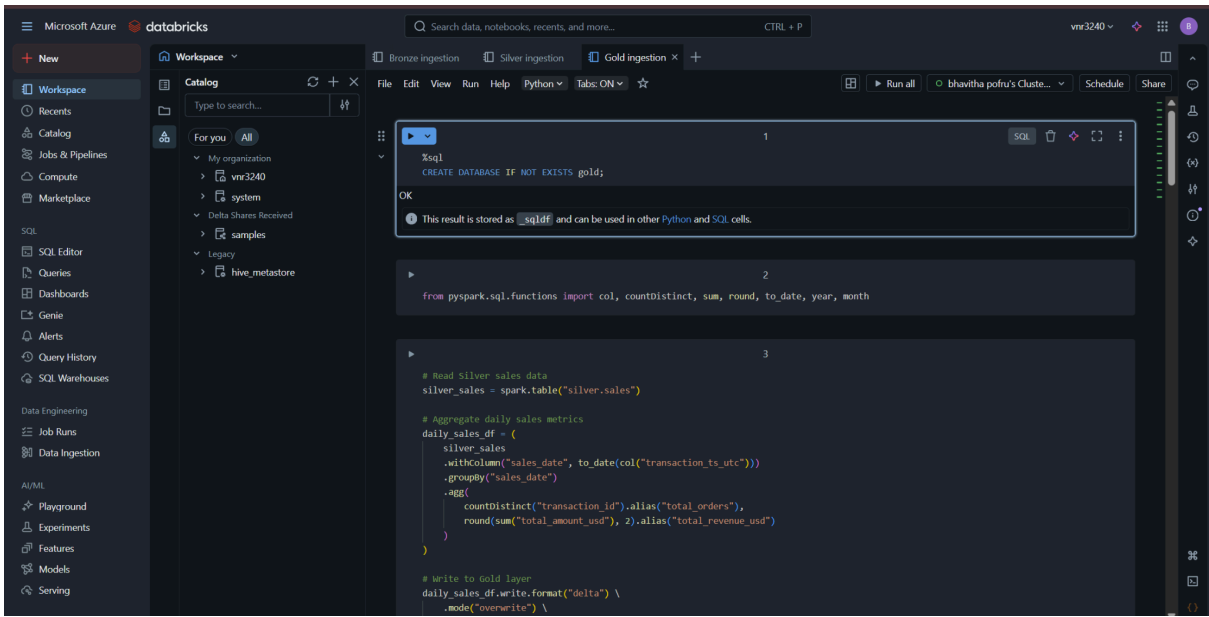 Microsoft Azure databricks
Search data, notebooks, recents, and more... CTRL + P
vnr3240
B
New
Workspace
Recents
Catalog
Jobs & Pipelines
Compute
Marketplace
SQL
SQL Editor
Queries
Dashboards
Genie
Alerts
Query History
SQL Warehouses
Data Engineering
Job Runs
Data Ingestion
AI/ML
Playground
Experiments
Features
Models
Serving
Workspace
Catalog
Type to search...
For you All
My organization
vnr3240
system
Delta Shares Received
samples
Legacy
hive_metastore
Bronze ingestion Silver ingestion Gold ingestion
File Edit View Run Help Python Tabs: ON
Run all bhavitha pofru's Cluste... Schedule Share
1
SQL
%sql
CREATE DATABASE IF NOT EXISTS gold;
OK
This result is stored as _sqldf and can be used in other Python and SQL cells.
2
from pyspark.sql.functions import col, countDistinct, sum, round, to_date, year, month
3
# Read Silver sales data
silver_sales = spark.table("silver.sales")
# Aggregate daily sales metrics
daily_sales_df = (
silver_sales
.withColumn("sales_date", to_date(col("transaction_ts_utc")))
.groupBy("sales_date")
.agg(
countDistinct("transaction_id").alias("total_orders"),
round(sum("total_amount_usd"), 2).alias("total_revenue_usd")
)
)
# Write to Gold layer
daily_sales_df.write.format("delta") \
.mode("overwrite") \